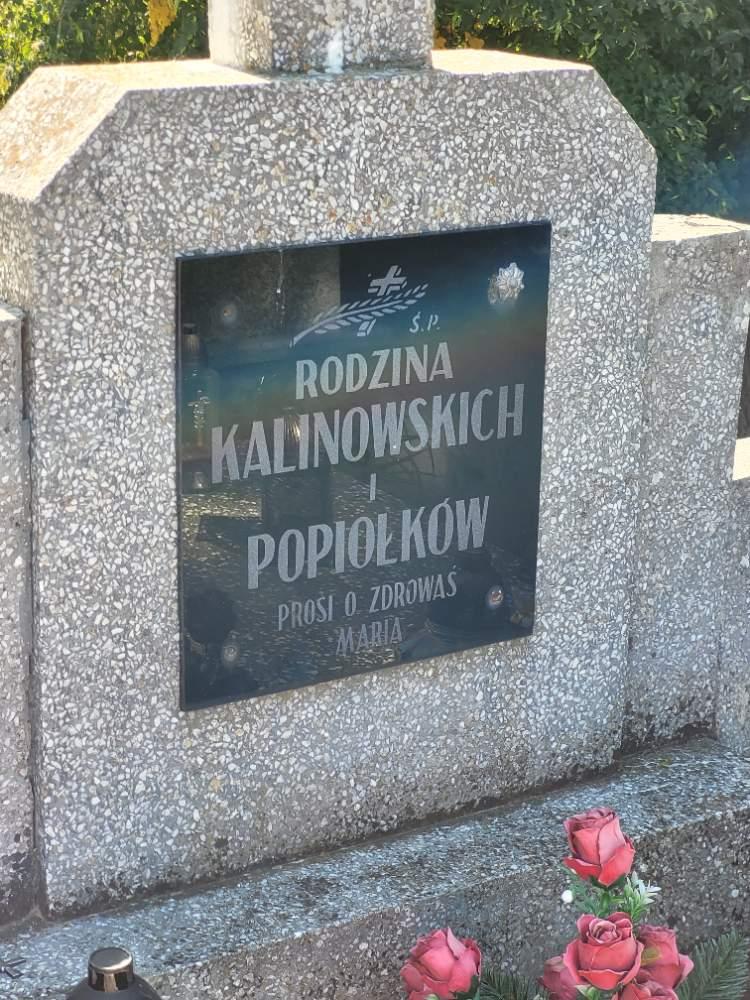 Ś.P.
RODZINA
KALINOWSKICH
I
POPIOŁKÓW
PROSI O ZDROWAŚ
MARIA